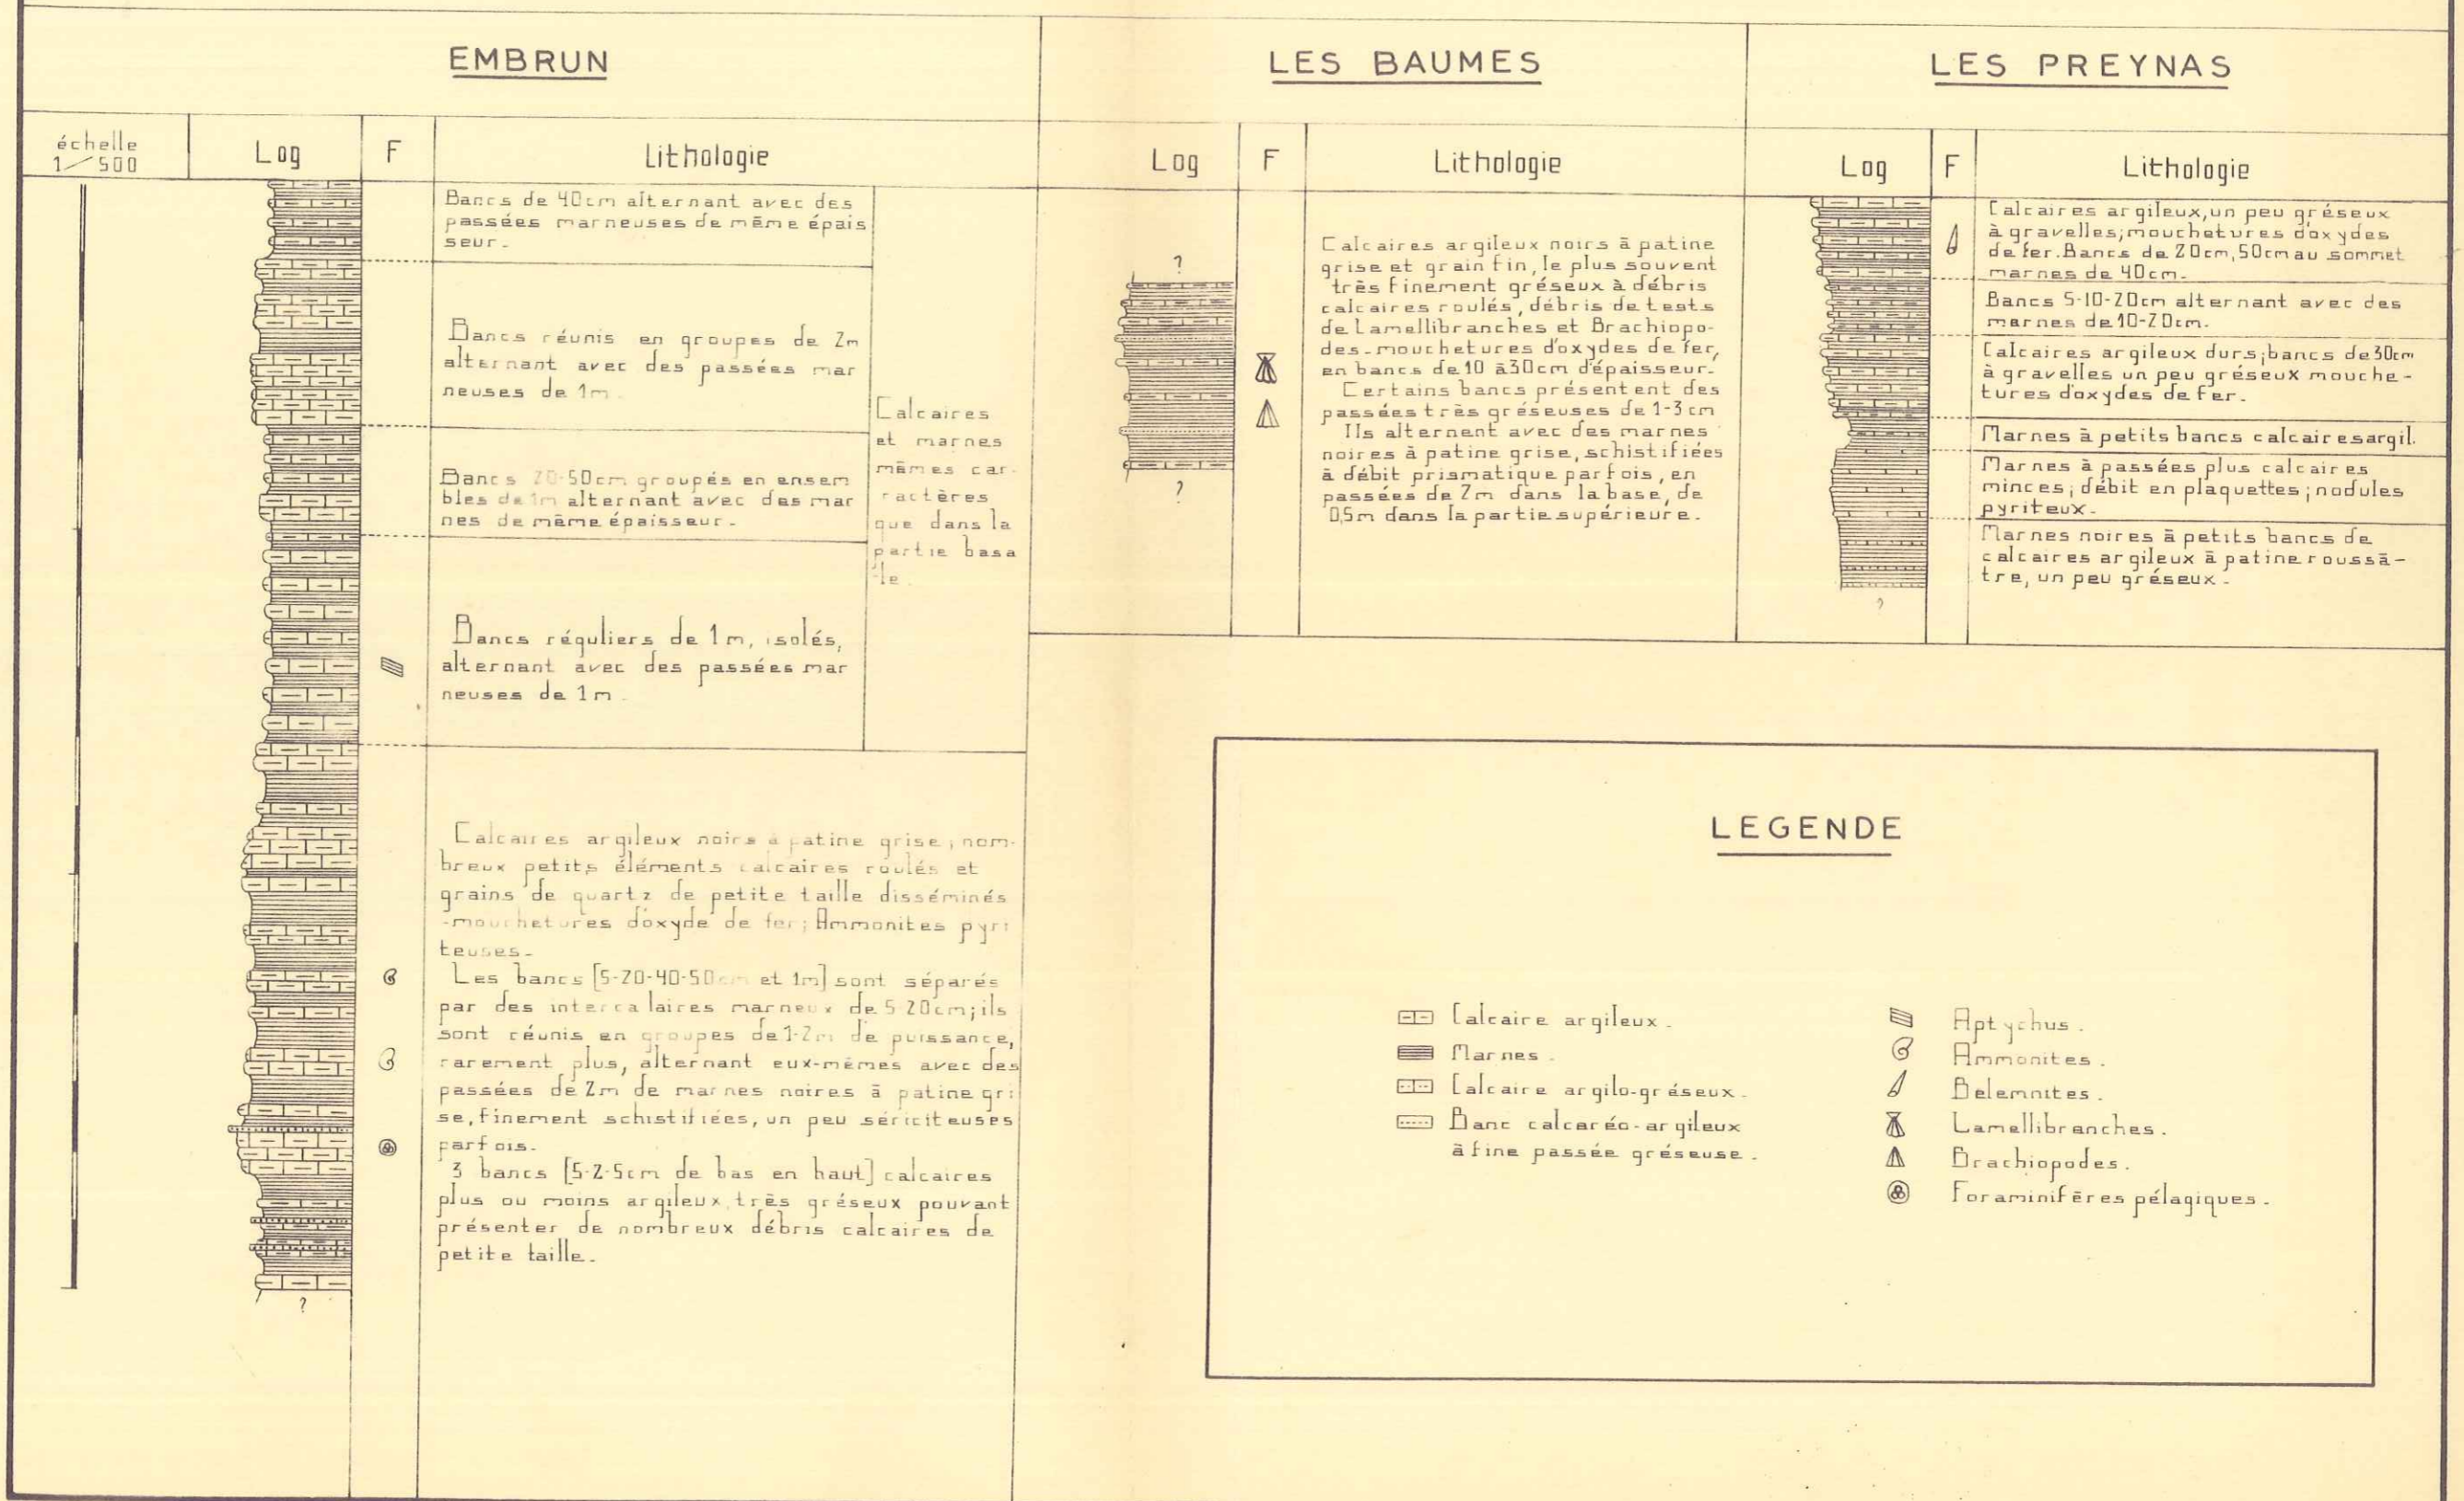 EMBRUN
échelle
1/500
Log
F
Lithologie
Bancs de 40cm alternant avec des
passées marneuses de même épais
seur-
Bancs réunis en groupes de 2m
alternant avec des passées mar
neuses de 1m
Bancs 20-50cm groupés en ensem
bles de 1m alternant avec des mar
nes de même épaisseur-
Bancs réguliers de 1m, isolés,
alternant avec des passées mar
neuses de 1m-
Calcaires
et marnes
mêmes car-
ractères
que dans la
partie basa
le.
Calcaires argileux noirs à patine grise; nom-
breux petits éléments calcaires roulés et
grains de quartz de petite taille disséminés
-mouchetures d'oxyde de fer; Ammonites pyri
teuses-
Les bancs [5-20-40-50cm et 1m] sont séparés
par des intercalaires marneux de 5-20cm; ils
sont réunis en groupes de 1-2m de puissance,
rarement plus, alternant eux-mêmes avec des
passées de 2m de marnes noires à patine gri
se, finement schistifiées, un peu sériciteuses
parfois-
3 bancs [5-2-5cm de bas en haut] calcaires
plus ou moins argileux, très gréseux pouvant
présenter de nombreux débris calcaires de
petite taille-
?
LES BAUMES
Log
F
Lithologie
?
?
Calcaires argileux noirs à patine
grise et grain fin, le plus souvent
très finement gréseux à débris
calcaires roulés, débris de tests
de Lamellibranches et Brachiopo-
des-mouchetures d'oxydes de fer,
en bancs de 10 à 30cm d'épaisseur-
Certains bancs présentent des
passées très gréseuses de 1-3 cm
Ils alternent avec des marnes
noires à patine grise, schistifiées
à débit prismatique parfois, en
passées de 2m dans la base, de
0,5m dans la partie supérieure.
LES PREYNAS
Log
F
Lithologie
Calcaires argileux, un peu gréseux
à gravelles; mouchetures d'oxydes
de fer. Bancs de 20cm, 50cm au sommet
marnes de 40cm-
Bancs 5-10-20cm alternant avec des
marnes de 10-20cm.
Calcaires argileux durs; bancs de 30cm
à gravelles un peu gréseux mouche-
tures d'oxydes de fer.
Marnes à petits bancs calcaires argil.
Marnes à passées plus calcaires
minces; débit en plaquettes; nodules
pyriteux-
Marnes noires à petits bancs de
calcaires argileux à patine roussâ-
tre, un peu gréseux-
?
LEGENDE
Calcaire argileux.
Marnes.
Calcaire argilo-gréseux.
Banc calcaréo-argileux
à fine passée gréseuse.
Aptychus.
Ammonites.
Belemnites.
Lamellibranches.
Brachiopodes.
Foraminifères pélagiques.